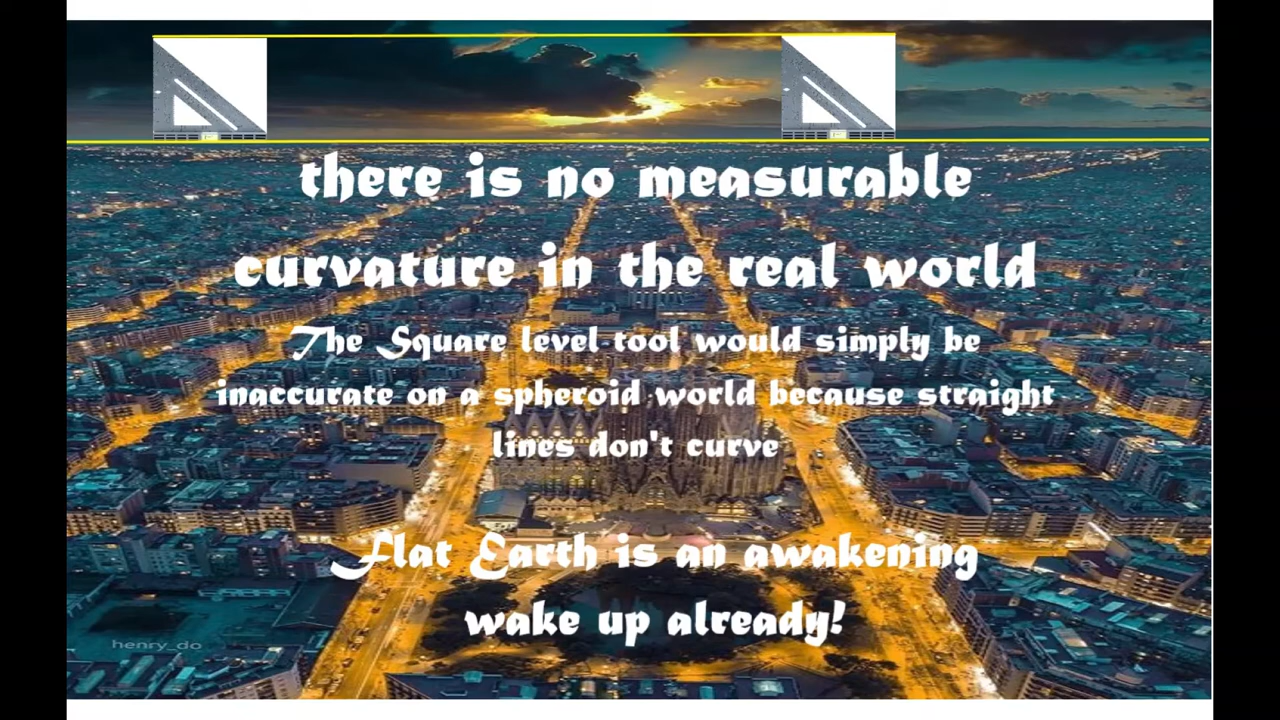 there is no measurable
curvature in the real world
The Square level tool would simply be
inaccurate on a spheroid world because straight
lines don't curve
Flat Earth is an awakening
wake up already!
henry_do